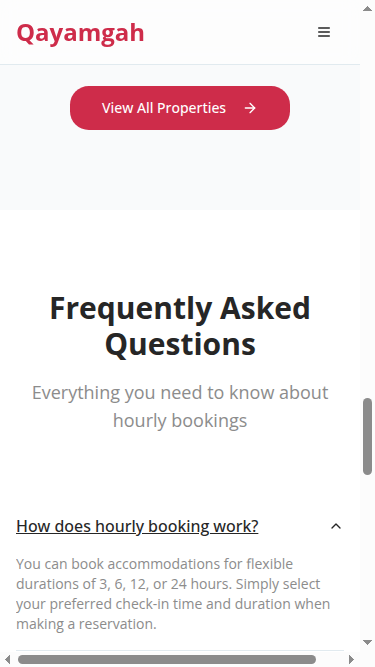 Qayamgah
View All Properties
Frequently Asked
Questions
Everything you need to know about
hourly bookings
How does hourly booking work?
You can book accommodations for flexible
durations of 3, 6, 12, or 24 hours. Simply select
your preferred check-in time and duration when
making a reservation.